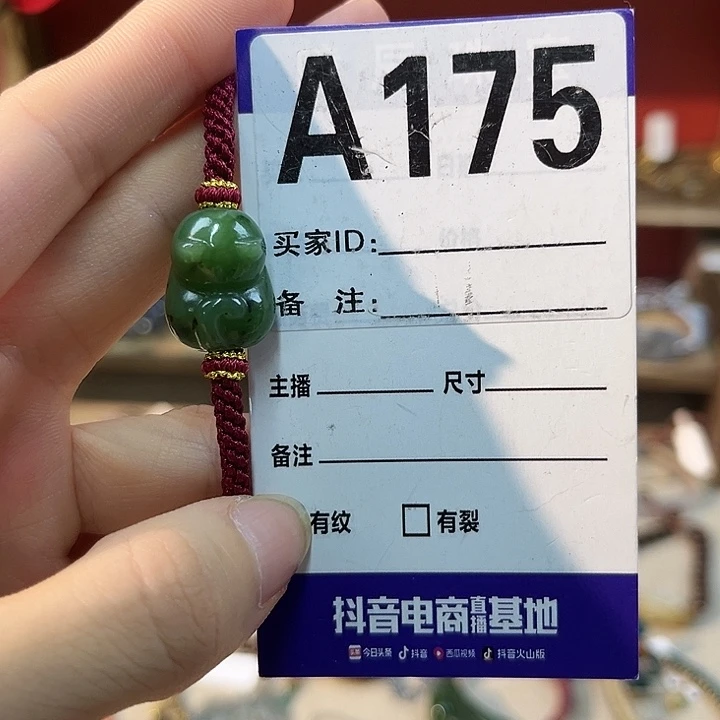 A175
买家ID:
备 注:
主播 尺寸
备注
有纹 有裂
抖音电商直播基地
今日头条 抖音 西瓜视频 抖音火山版